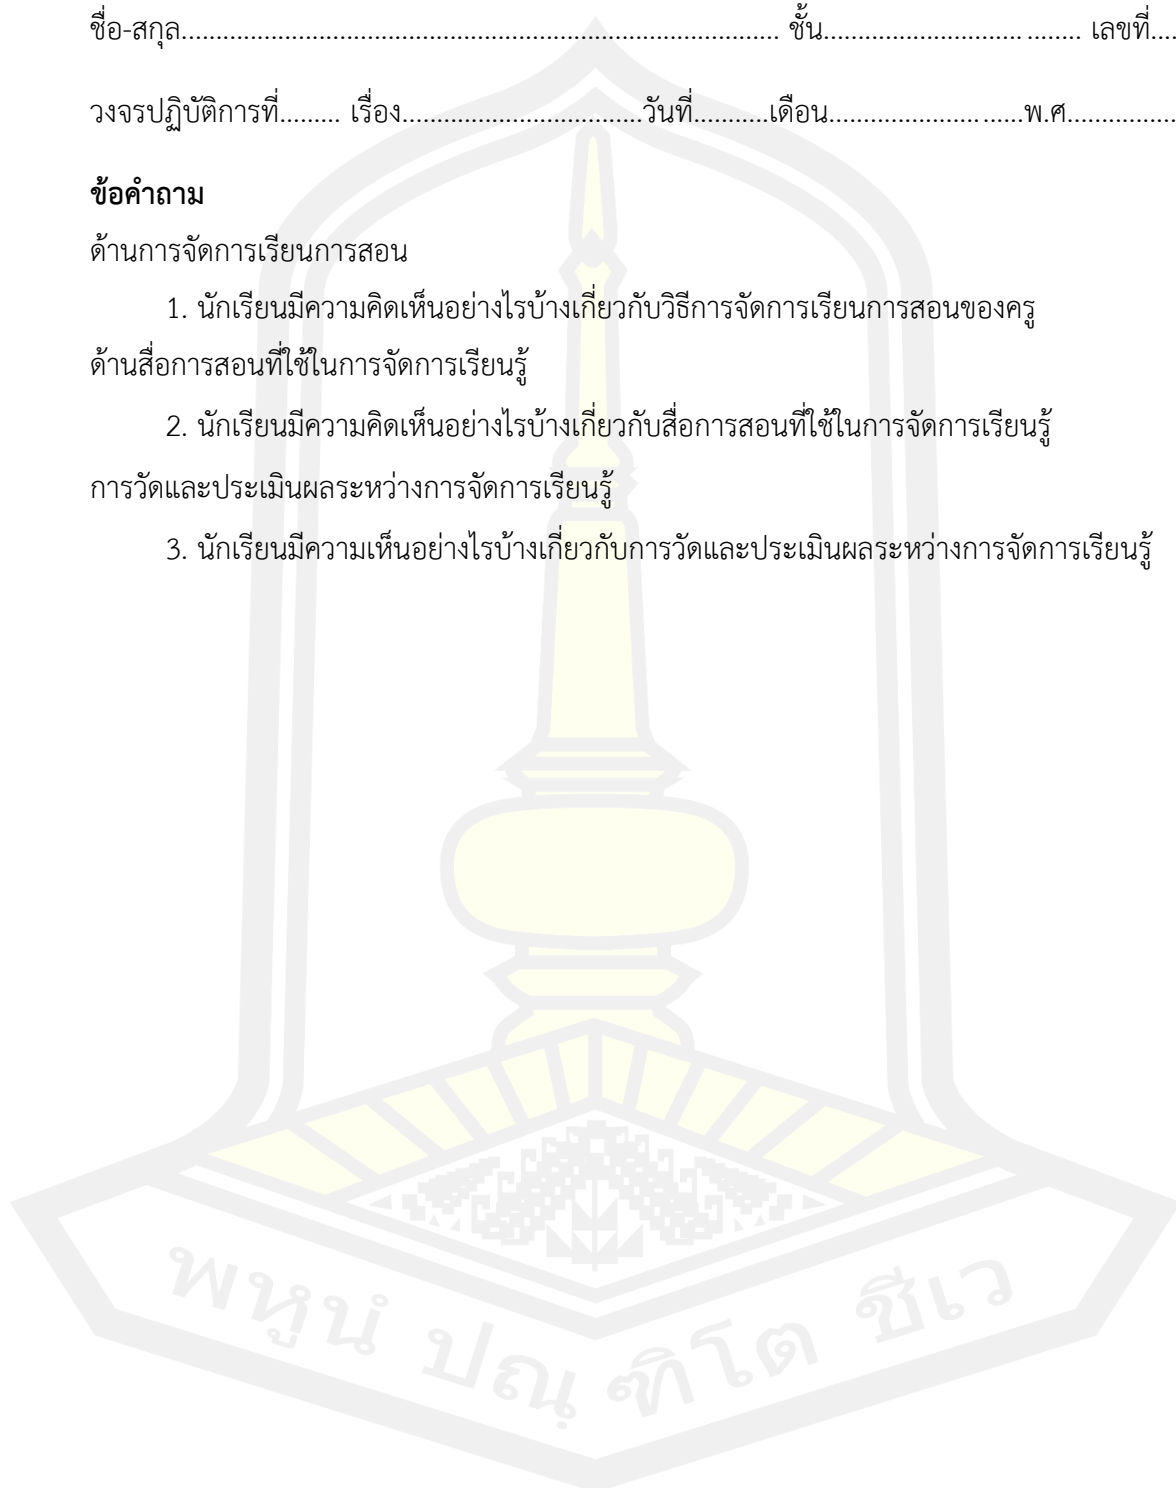 ชื่อ-สกุล..................................................................................... ชั้น............................ ........ เลขที่....
วงจรปฏิบัติการที่......... เรื่อง...................................วันที่...........เดือน...................... ......พ.ศ................
ข้อคำถาม
ด้านการจัดการเรียนการสอน
1. นักเรียนมีความคิดเห็นอย่างไรบ้างเกี่ยวกับวิธีการจัดการเรียนการสอนของครู
ด้านสื่อการสอนที่ใช้ในการจัดการเรียนรู้
2. นักเรียนมีความคิดเห็นอย่างไรบ้างเกี่ยวกับสื่อการสอนที่ใช้ในการจัดการเรียนรู้
การวัดและประเมินผลระหว่างการจัดการเรียนรู้
3. นักเรียนมีความเห็นอย่างไรบ้างเกี่ยวกับการวัดและประเมินผลระหว่างการจัดการเรียนรู้
พหูนํ ปณฺฑิโต ชีเว